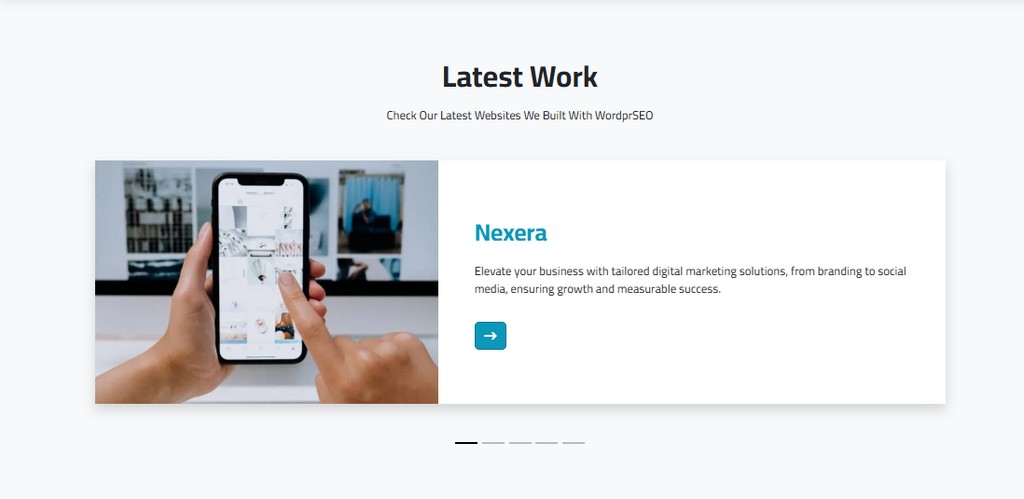 Latest Work
Check Our Latest Websites We Built With WordprSEO
Nexera
Elevate your business with tailored digital marketing solutions, from branding to social
media, ensuring growth and measurable success.